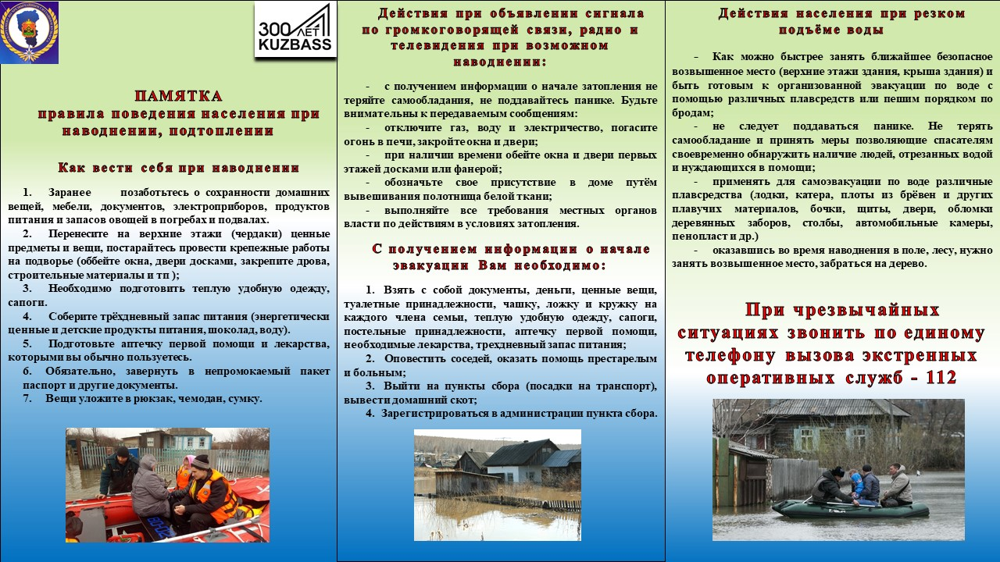 300 ЛЕТ
KUZBASS
ПАМЯТКА
правила поведения населения при
наводнении, подтоплении
Как вести себя при наводнении
1. Заранее позаботьтесь о сохранности домашних
вещей, мебели, документов, электроприборов, продуктов
питания и запасов овощей в погребах и подвалах.
2. Перенесите на верхние этажи (чердаки) ценные
предметы и вещи, постарайтесь провести крепежные работы
на подворье (оббейте окна, двери досками, закрепите дрова,
строительные материалы и тп );
3. Необходимо подготовить теплую удобную одежду,
сапоги.
4. Соберите трёхдневный запас питания (энергетически
ценные и детские продукты питания, шоколад, воду).
5. Подготовьте аптечку первой помощи и лекарства,
которыми вы обычно пользуетесь.
6. Обязательно, завернуть в непромокаемый пакет
паспорт и другие документы.
7. Вещи уложите в рюкзак, чемодан, сумку.
Действия при объявлении сигнала
по громкоговорящей связи, радио и
телевидения при возможном
наводнении:
- с получением информации о начале затопления не
теряйте самообладания, не поддавайтесь панике. Будьте
внимательны к передаваемым сообщениям:
- отключите газ, воду и электричество, погасите
огонь в печи, закройте окна и двери;
- при наличии времени обейте окна и двери первых
этажей досками или фанерой;
- обозначьте свое присутствие в доме путём
вывешивания полотнища белой ткани;
- выполняйте все требования местных органов
власти по действиям в условиях затопления.
С получением информации о начале
эвакуации Вам необходимо:
1. Взять с собой документы, деньги, ценные вещи,
туалетные принадлежности, чашку, ложку и кружку на
каждого члена семьи, теплую удобную одежду, сапоги,
постельные принадлежности, аптечку первой помощи,
необходимые лекарства, трехдневный запас питания;
2. Оповестить соседей, оказать помощь престарелым
и больным;
3. Выйти на пункты сбора (посадки на транспорт),
вывести домашний скот;
4. Зарегистрироваться в администрации пункта сбора.
Действия населения при резком
подъёме воды
- Как можно быстрее занять ближайшее безопасное
возвышенное место (верхние этажи здания, крыша здания) и
быть готовым к организованной эвакуации по воде с
помощью различных плавсредств или пешим порядком по
бродам;
- не следует поддаваться панике. Не терять
самообладание и принять меры позволяющие спасателям
своевременно обнаружить наличие людей, отрезанных водой
и нуждающихся в помощи;
- применять для самоэвакуации по воде различные
плавсредства (лодки, катера, плоты из брёвен и других
плавучих материалов, бочки, щиты, двери, обломки
деревянных заборов, столбы, автомобильные камеры,
пенопласт и др.)
- оказавшись во время наводнения в поле, лесу, нужно
занять возвышенное место, забраться на дерево.
При чрезвычайных
ситуациях звонить по единому
телефону вызова экстренных
оперативных служб - 112